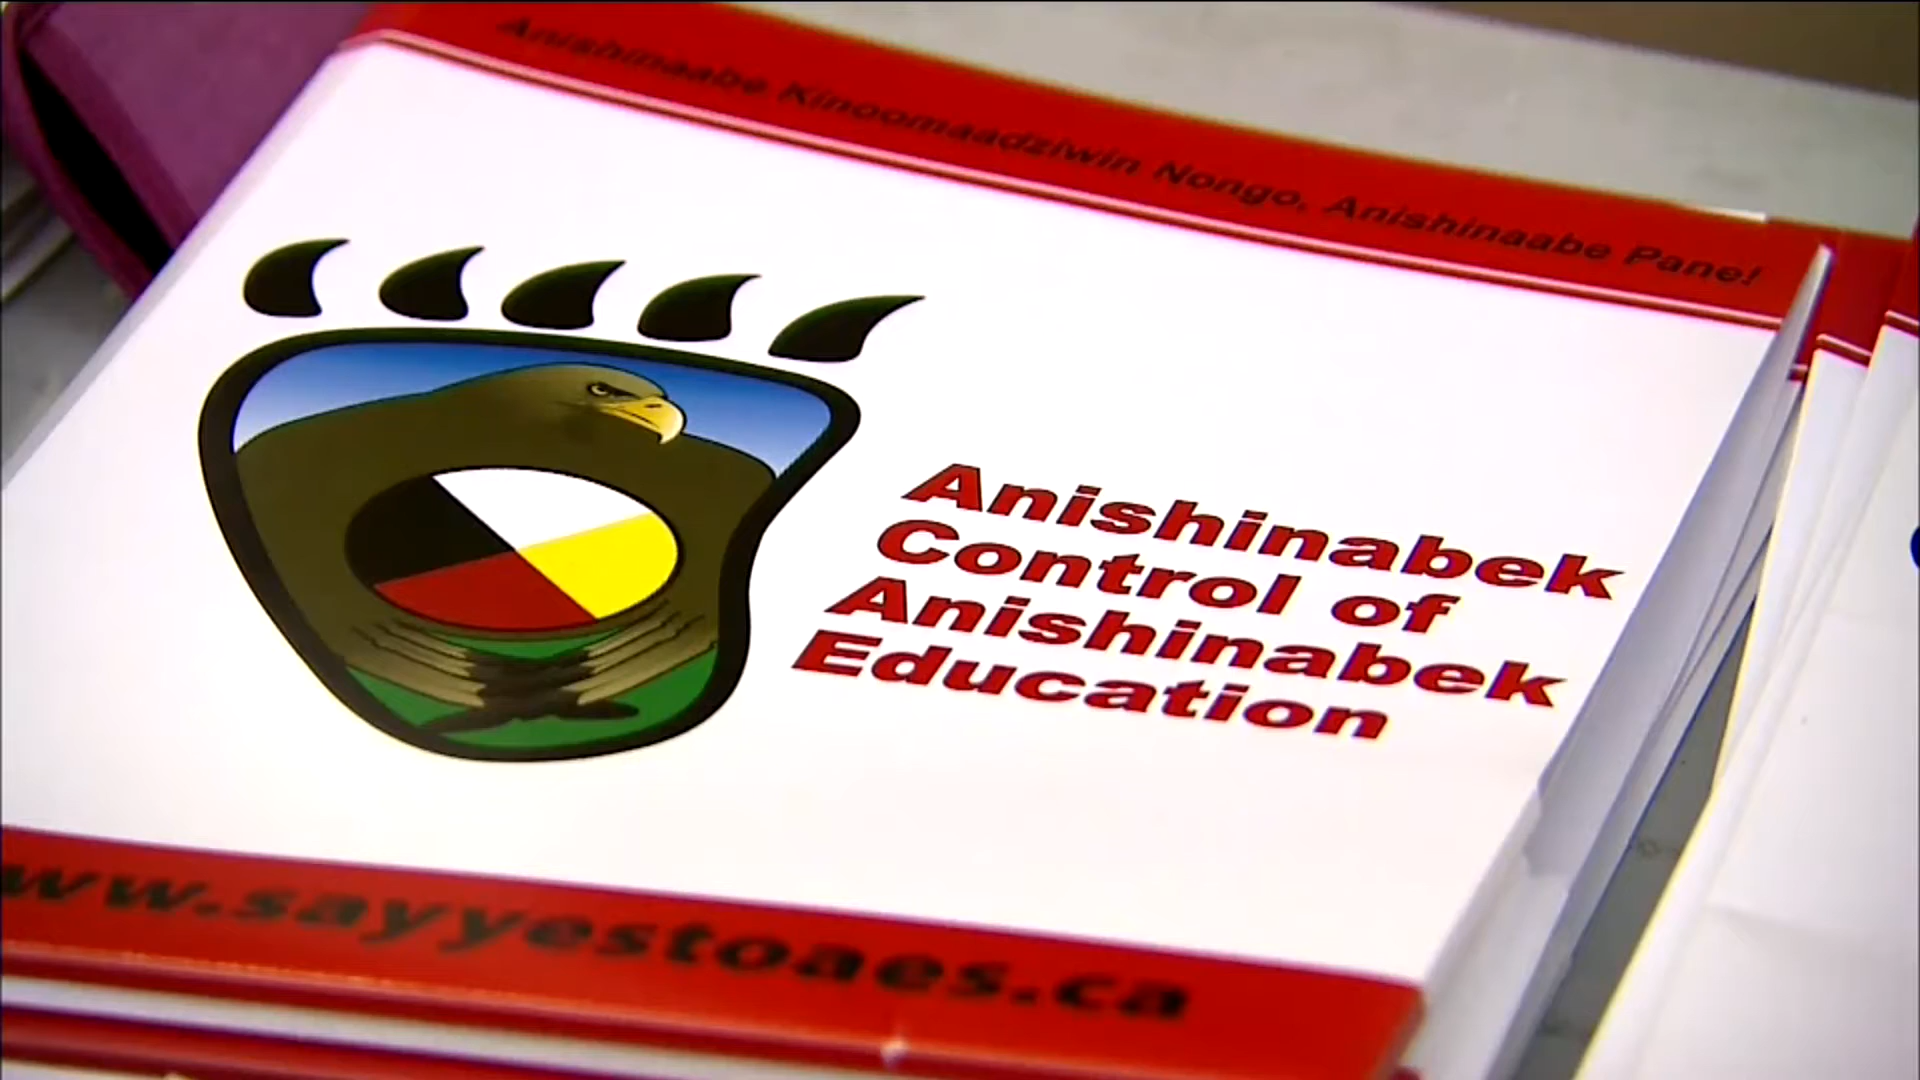 Anishinaabe Kinoomaadziwin Nongo, Anishinaabe Pane!
Anishinabek
Control of
Anishinabek
Education
www.sayyestoaes.ca